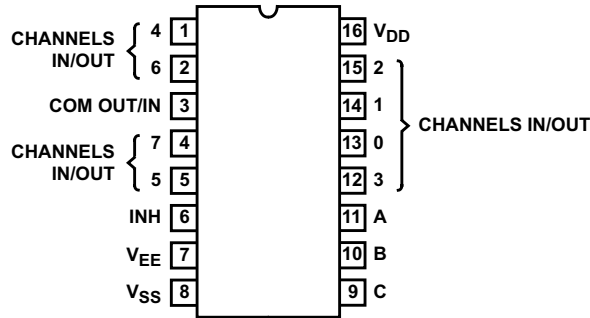 CHANNELS IN/OUT
4 1
6 2
COM OUT/IN 3
CHANNELS IN/OUT
7 4
5 5
INH 6
VEE 7
VSS 8
16 VDD
15 2
14 1
13 0
12 3
CHANNELS IN/OUT
11 A
10 B
9 C